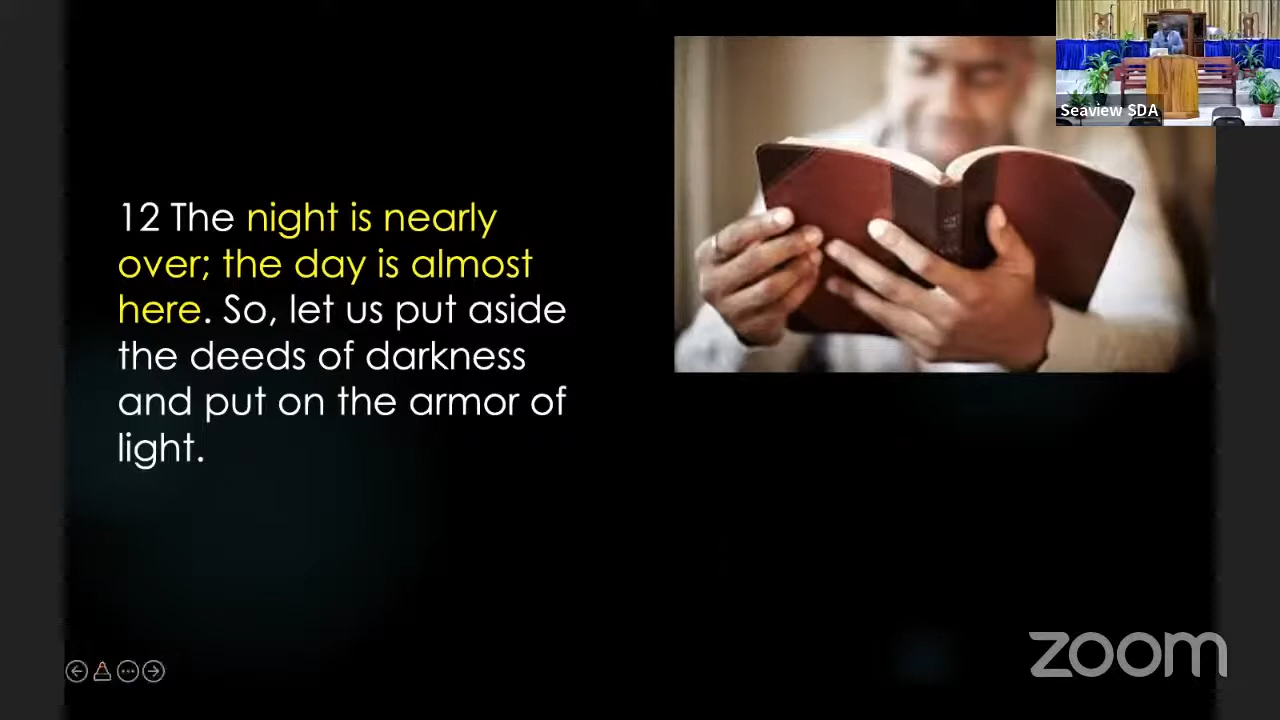 Seaview SDA
12 The night is nearly
over; the day is almost
here. So, let us put aside
the deeds of darkness
and put on the armor of
light.
zoom